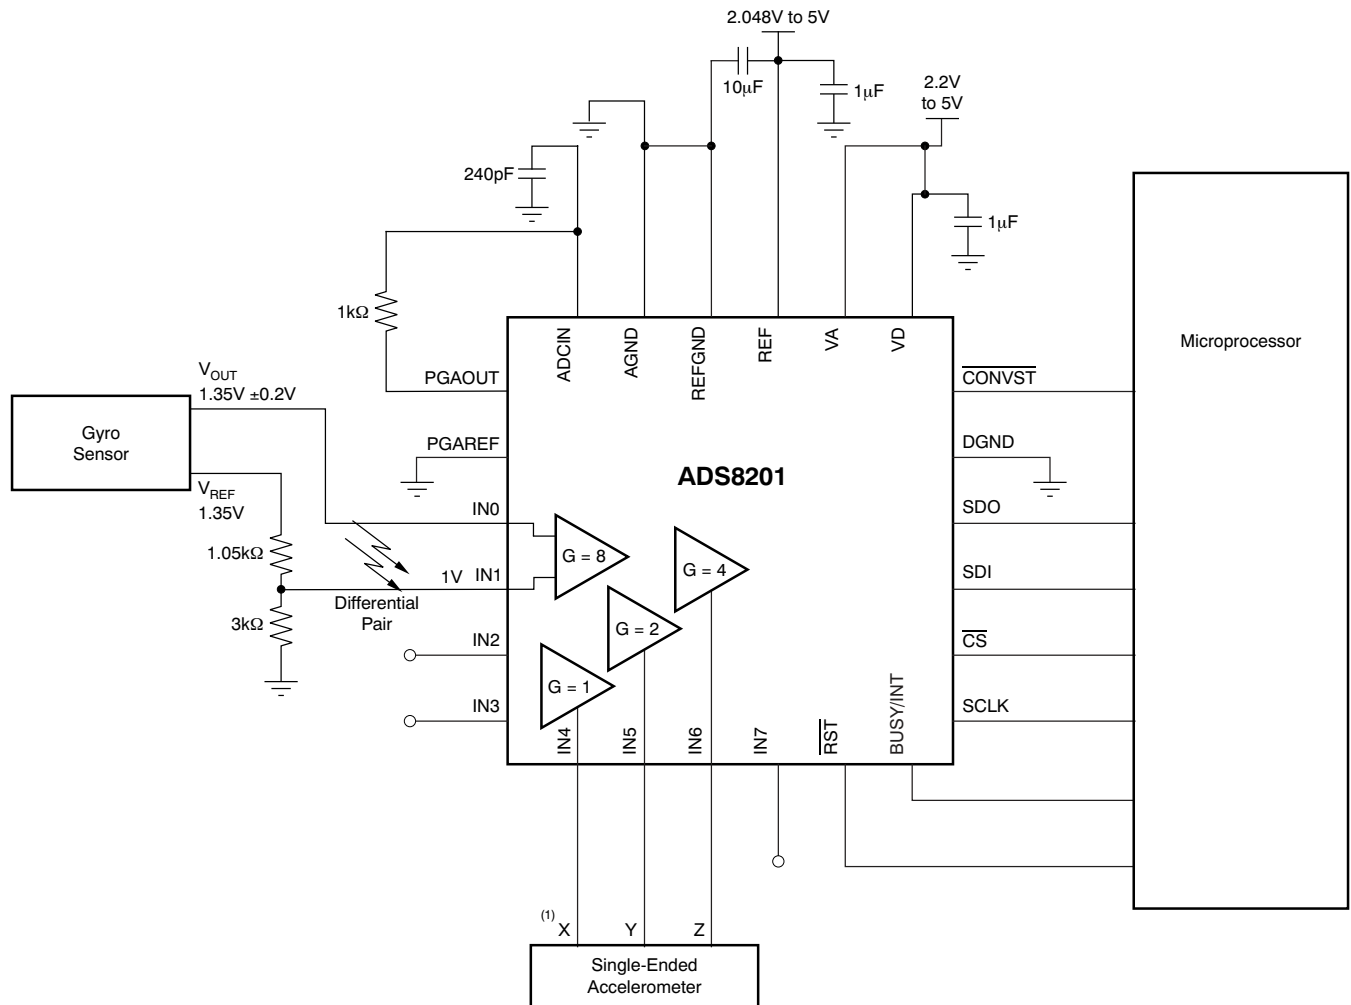 2.048V to 5V
10μF
1μF
2.2V
to 5V
240pF
1μF
1kΩ
ADCIN
AGND
REFGND
REF
VA
VD
Microprocessor
VOUT
1.35V ±0.2V
PGAOUT
CONVST
Gyro
Sensor
PGAREF
DGND
ADS8201
VREF
1.35V
IN0
SDO
1.05kΩ
G = 8
G = 4
1V
IN1
SDI
Differential
Pair
3kΩ
G = 2
IN2
CS
G = 1
IN3
SCLK
IN4
IN5
IN6
IN7
RST
BUSY/INT
(1)
X
Y
Z
Single-Ended
Accelerometer